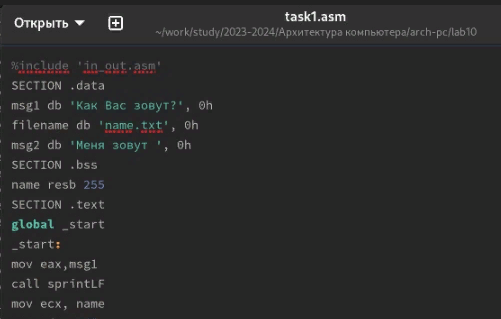 Открыть
task1.asm
~/work/study/2023-2024/Архитектура компьютера/arch-pc/lab10
%include 'in_out.asm'
SECTION .data
msg1 db 'Как Вас зовут?', 0h
filename db 'name.txt', 0h
msg2 db 'Меня зовут ', 0h
SECTION .bss
name resb 255
SECTION .text
global _start
_start:
mov eax,msg1
call sprintLF
mov ecx, name